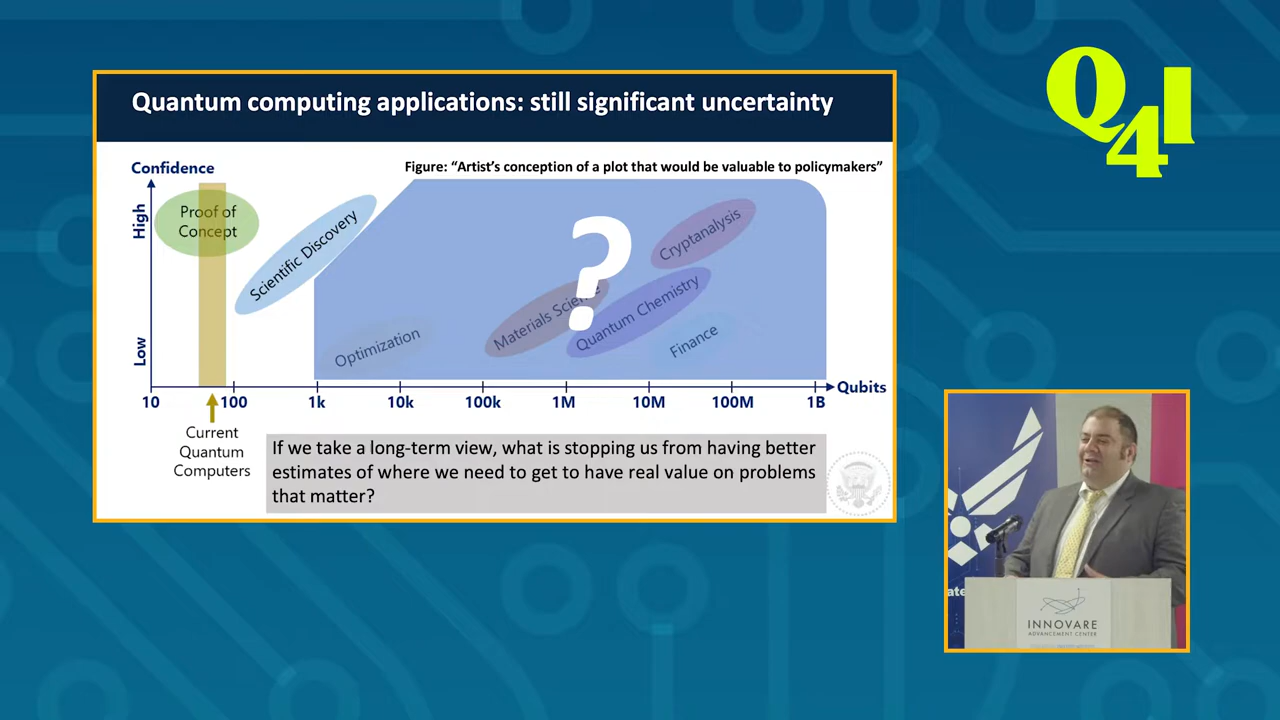 Quantum computing applications: still significant uncertainty
Q4I
Figure: “Artist’s conception of a plot that would be valuable to policymakers”
Confidence
High
Low
Proof of
Concept
Scientific Discovery
?
Cryptanalysis
Materials Science
Quantum Chemistry
Optimization
Finance
10
100
1k
10k
100k
1M
10M
100M
1B
Qubits
Current
Quantum
Computers
If we take a long-term view, what is stopping us from having better
estimates of where we need to get to have real value on problems
that matter?
INNOVARE
ADVANCEMENT CENTER